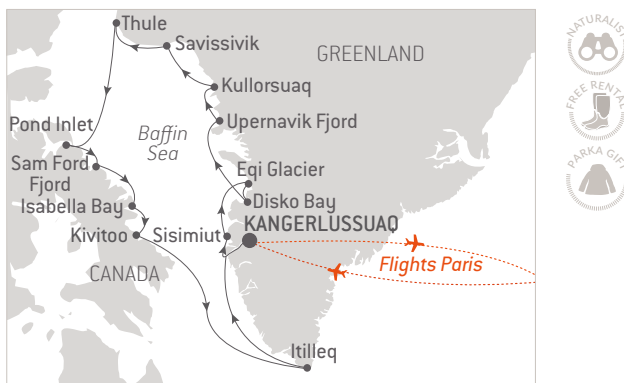 Thule
Savissivik
GREENLAND
Kullorsuaq
Pond Inlet
Baffin
Sea
Upernavik Fjord
Sam Ford
Fjord
Eqi Glacier
Isabella Bay
Disko Bay
KANGERLUSSUAQ
Kivitoo
Sisimiut
Flights Paris
CANADA
Itilleq
NATURALIST
FREE RENTAL
PARKA GIFT